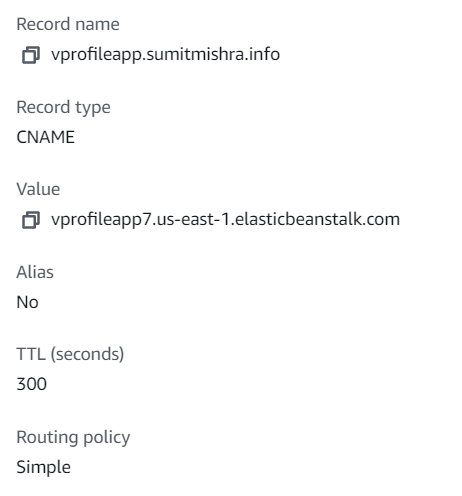 Record name
vprofileapp.sumitmishra.info
Record type
CNAME
Value
vprofileapp7.us-east-1.elasticbeanstalk.com
Alias
No
TTL (seconds)
300
Routing policy
Simple